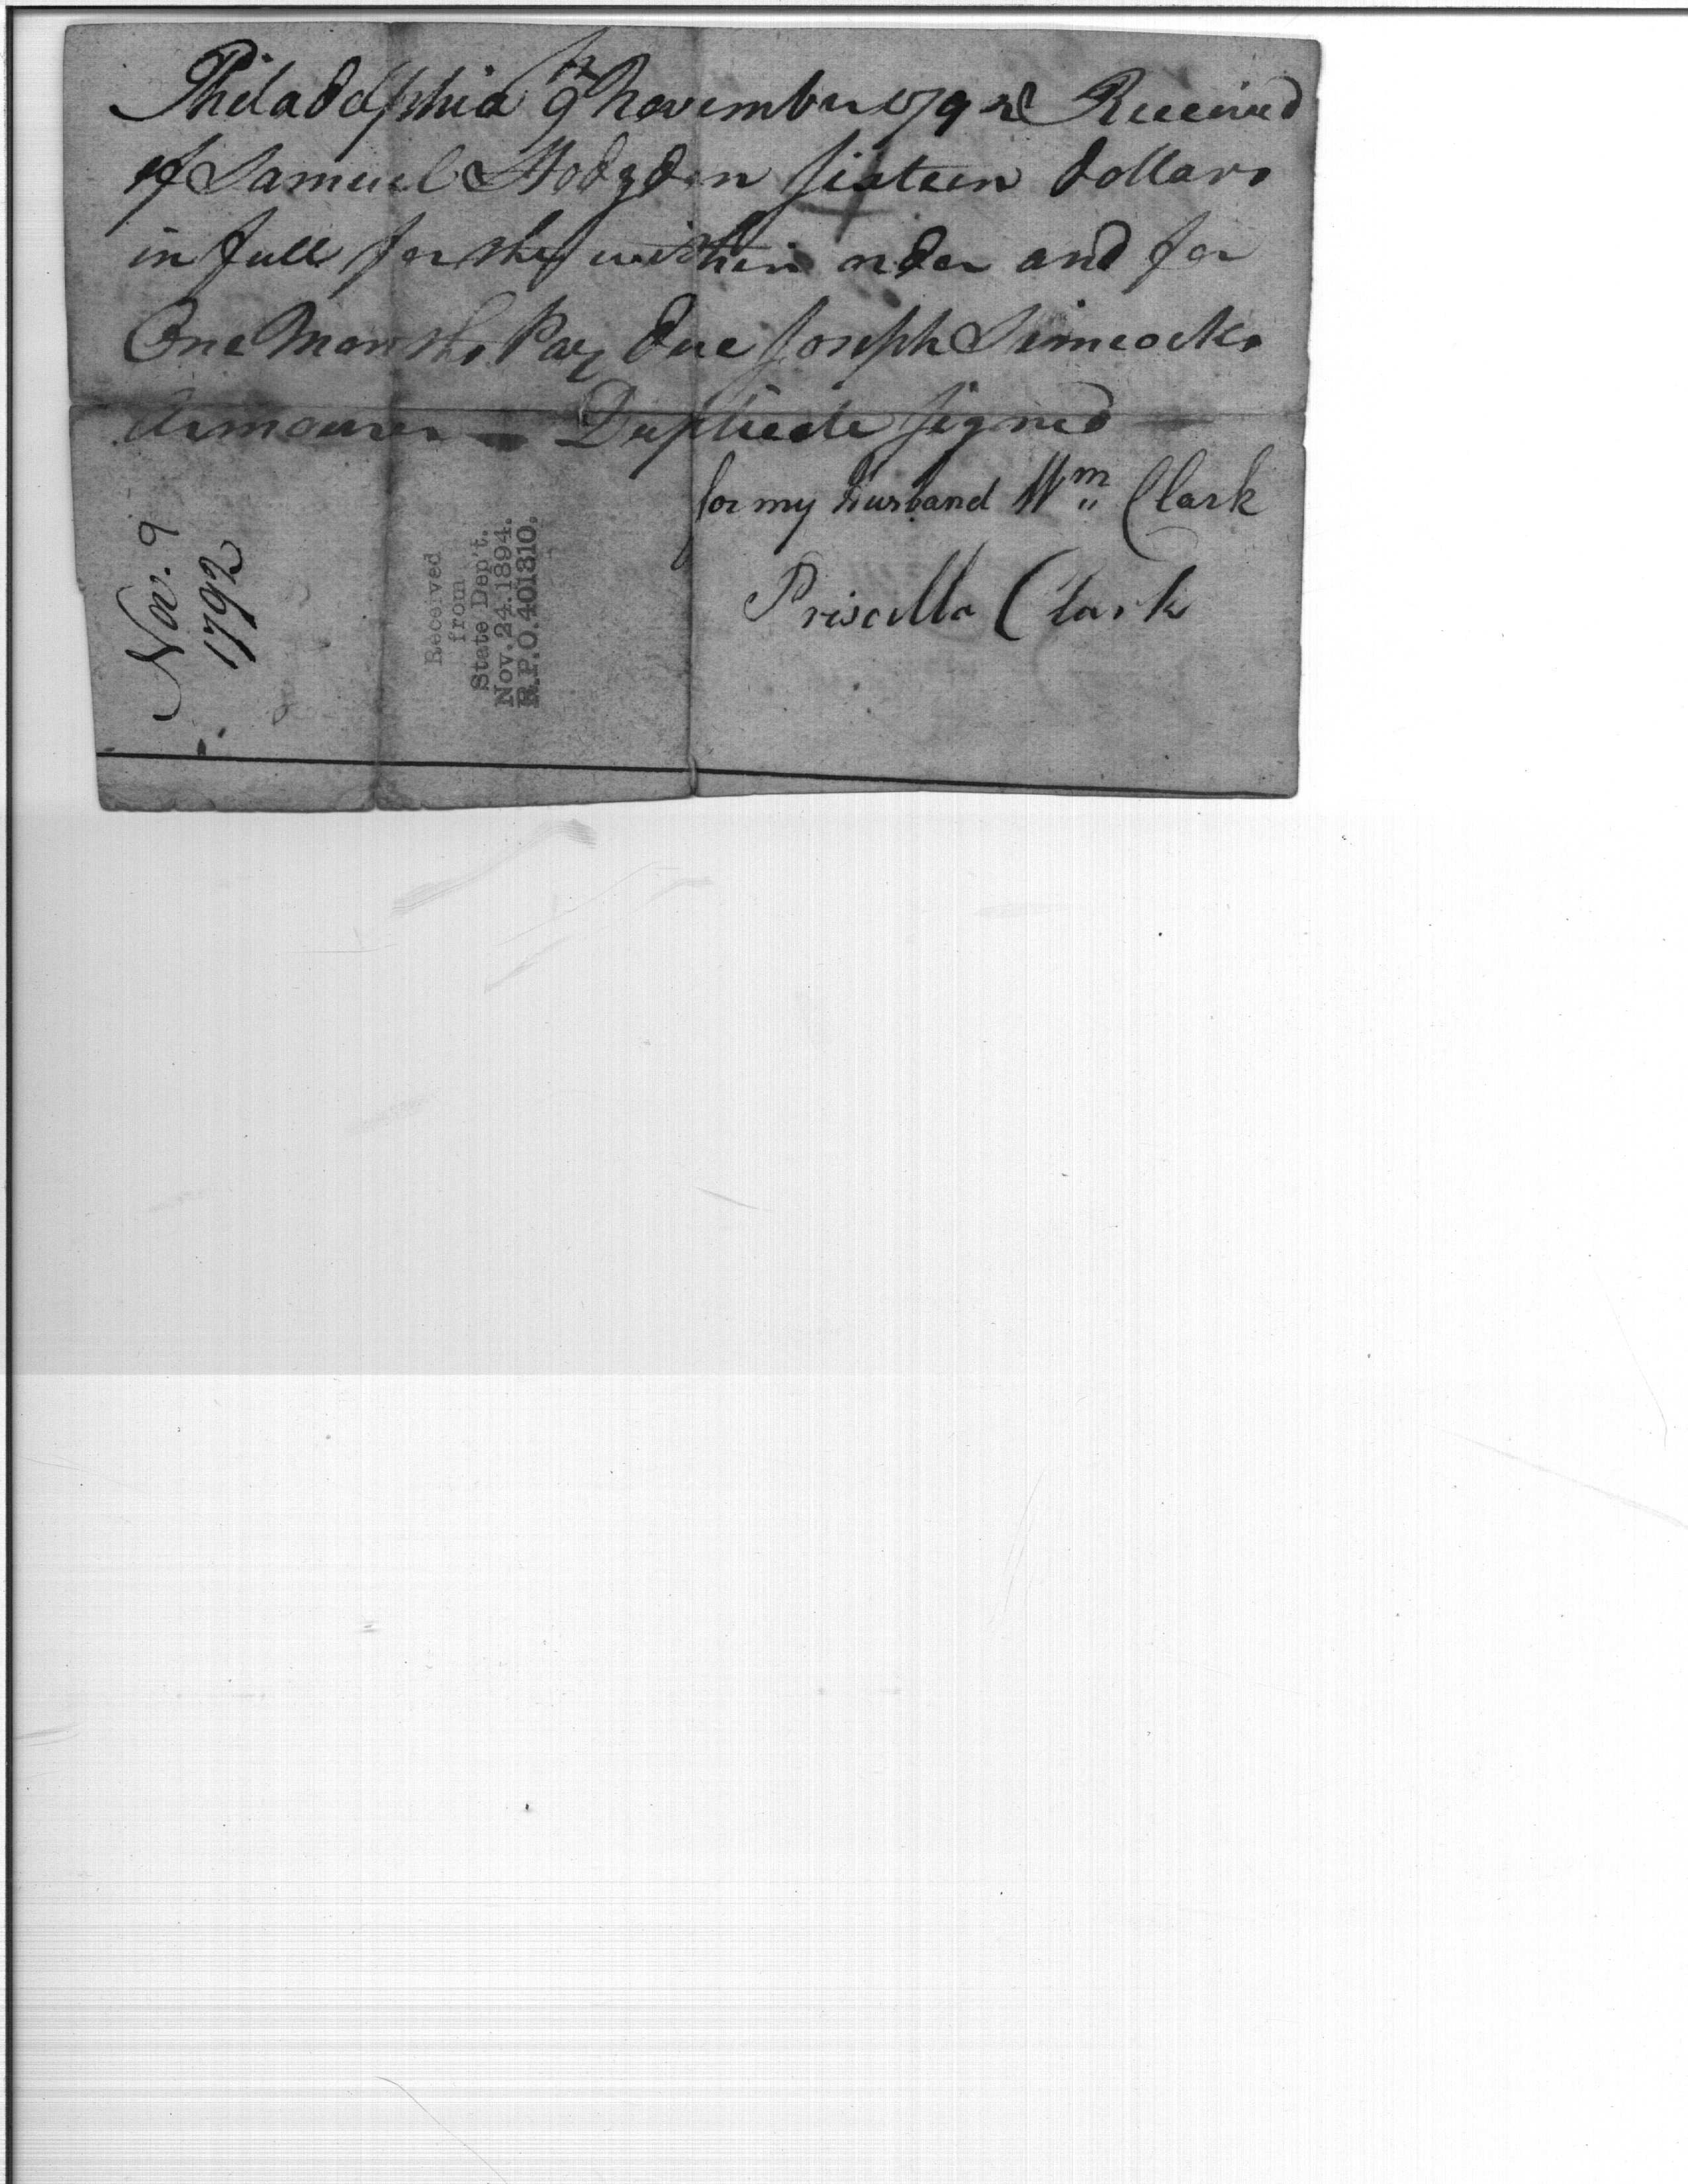 Philadelphia 9th November 1792 Received
of Samuel Hodgdon sixteen dollars
in full for the within order and for
One Months Pay due Joseph Simcocks
Armourer — Duplicate signed
for my husband Wm Clark
Priscilla Clark
Nov. 9
1792
Received
from
State Dep't.
Nov. 24. 1894.
R.P.O. 401310.